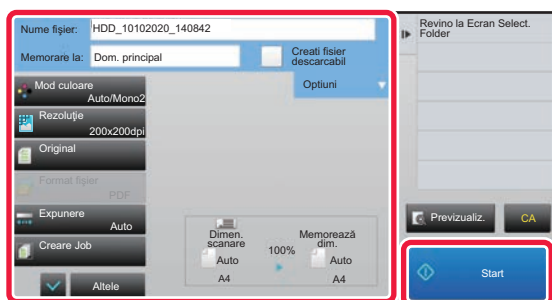 Nume fişier:
HDD_10102020_140842
Memorare la:
Dom. principal
Creati fisier
descarcabil
Optiuni
Mod culoare
Auto/Mono2
Rezoluţie
200x200dpi
Original
Format fişier
PDF
Expunere
Auto
Creare Job
Altele
Dimen.
scanare
Auto
A4
100%
Memorează
dim.
Auto
A4
Revino la Ecran Select.
Folder
Previzualiz.
CA
Start